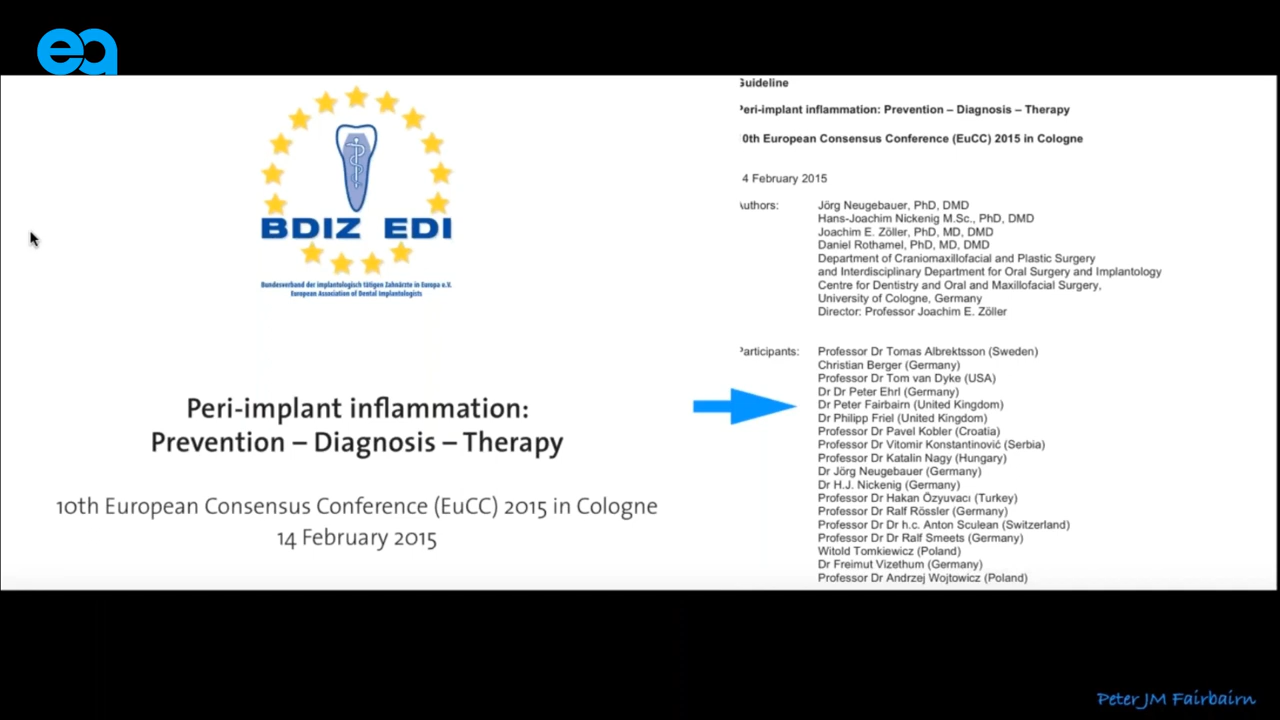 ea
BDIZ EDI
Bundesverband der implantologisch tätigen Zahnärzte in Europa e.V.
European Association of Dental Implantologists
Peri-implant inflammation:
Prevention – Diagnosis – Therapy
10th European Consensus Conference (EuCC) 2015 in Cologne
14 February 2015
Guideline
Peri-implant inflammation: Prevention – Diagnosis – Therapy
0th European Consensus Conference (EuCC) 2015 in Cologne
4 February 2015
Authors:
Jörg Neugebauer, PhD, DMD
Hans-Joachim Nickenig M.Sc., PhD, DMD
Joachim E. Zöller, PhD, MD, DMD
Daniel Rothamel, PhD, MD, DMD
Department of Craniomaxillofacial and Plastic Surgery
and Interdisciplinary Department for Oral Surgery and Implantology
Centre for Dentistry and Oral and Maxillofacial Surgery,
University of Cologne, Germany
Director: Professor Joachim E. Zöller
Participants:
Professor Dr Tomas Albrektsson (Sweden)
Christian Berger (Germany)
Professor Dr Tom van Dyke (USA)
Dr Dr Peter Ehrl (Germany)
Dr Peter Fairbairn (United Kingdom)
Dr Philipp Friel (United Kingdom)
Professor Dr Pavel Kobler (Croatia)
Professor Dr Vitomir Konstantinović (Serbia)
Professor Dr Katalin Nagy (Hungary)
Dr Jörg Neugebauer (Germany)
Dr H.J. Nickenig (Germany)
Professor Dr Hakan Özyuvacı (Turkey)
Professor Dr Ralf Rössler (Germany)
Professor Dr Dr h.c. Anton Sculean (Switzerland)
Professor Dr Dr Ralf Smeets (Germany)
Witold Tomkiewicz (Poland)
Dr Freimut Vizethum (Germany)
Professor Dr Andrzej Wojtowicz (Poland)
Peter JM Fairbairn